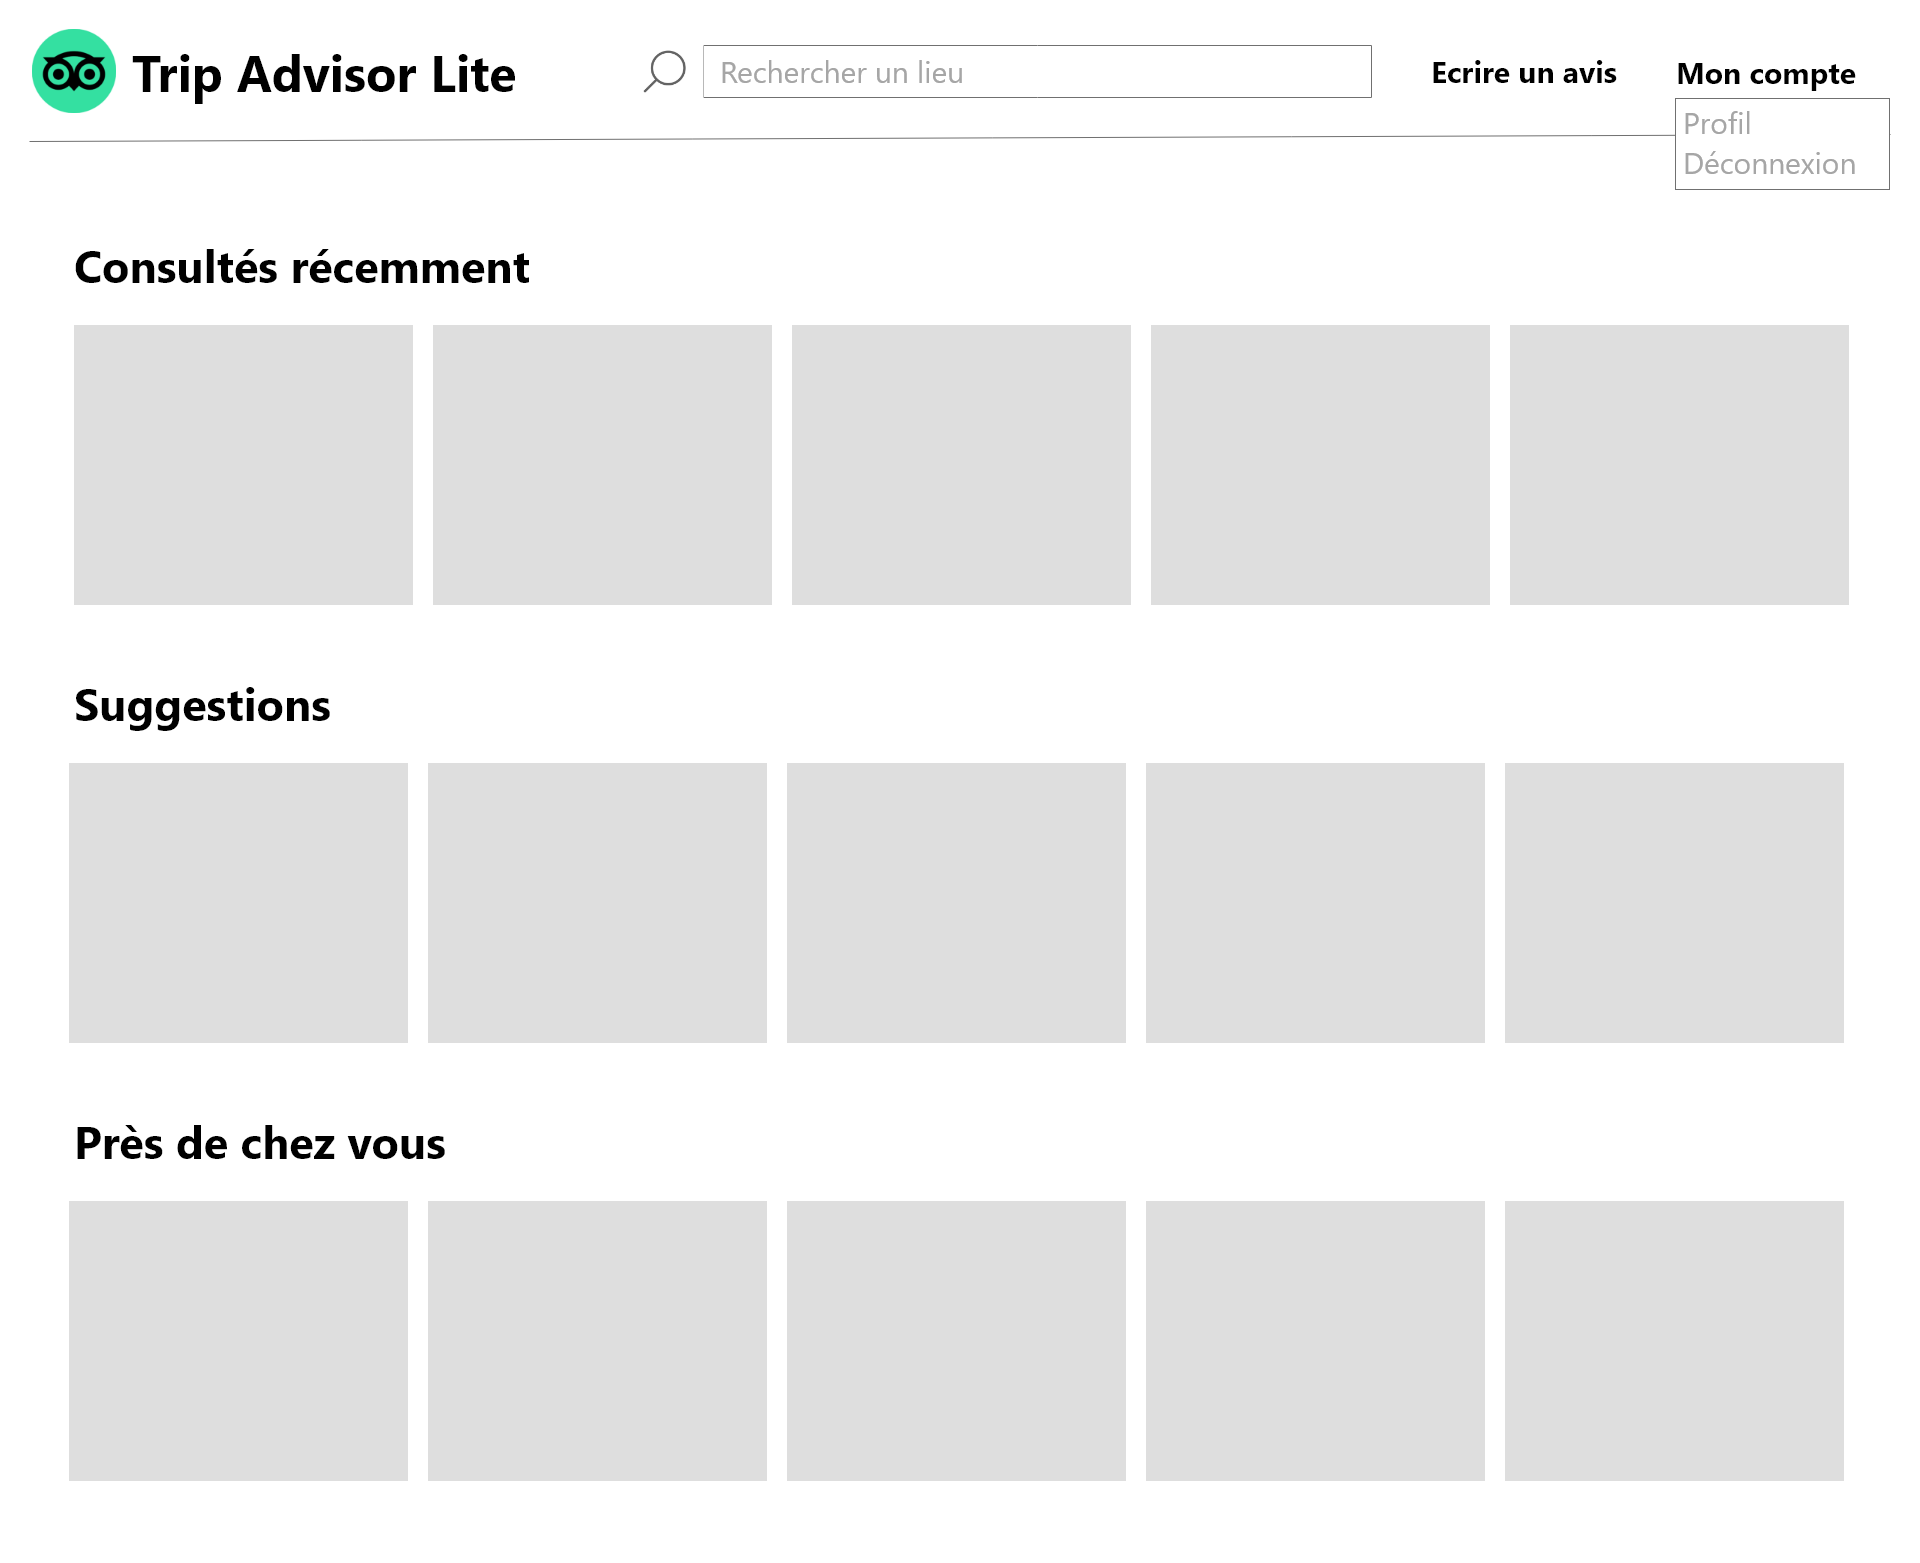 Trip Advisor Lite
Rechercher un lieu
Ecrire un avis
Mon compte
Profil
Déconnexion
Consultés récemment
Suggestions
Près de chez vous